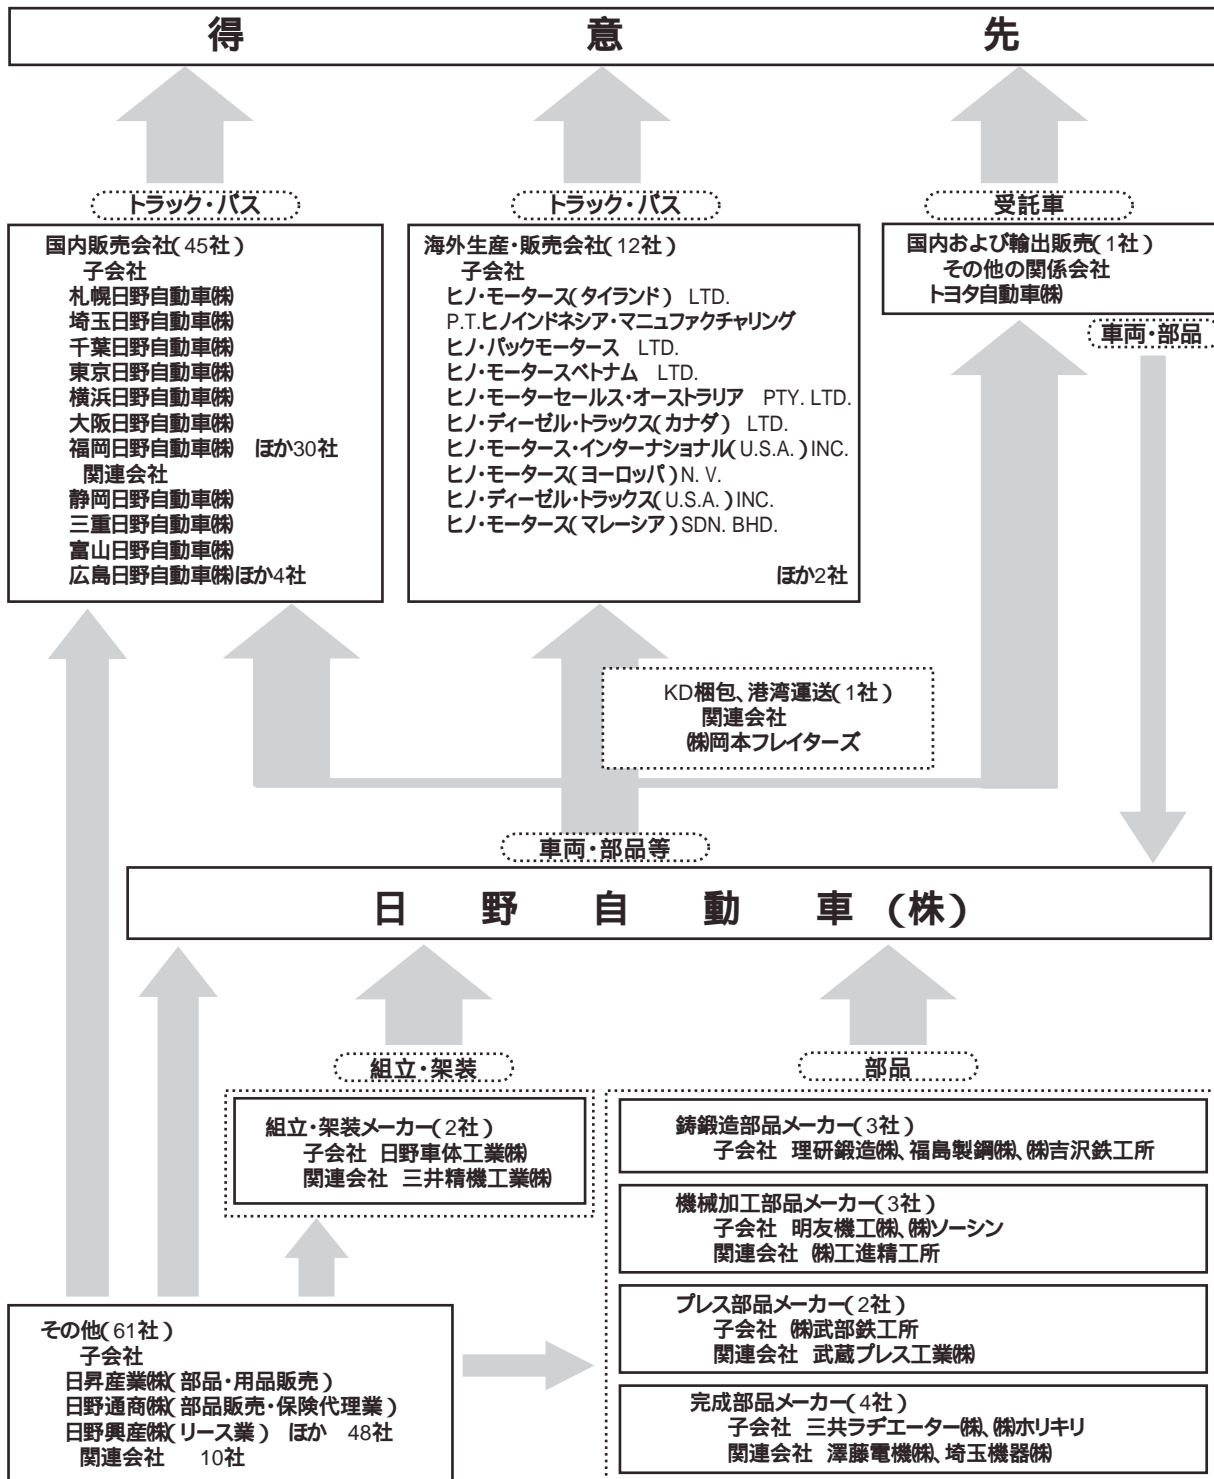 得意先
トラック・バス
国内販売会社(45社)
子会社
札幌日野自動車㈱
埼玉日野自動車㈱
千葉日野自動車㈱
東京日野自動車㈱
横浜日野自動車㈱
大阪日野自動車㈱
福岡日野自動車㈱ ほか30社
関連会社
静岡日野自動車㈱
三重日野自動車㈱
富山日野自動車㈱
広島日野自動車㈱ほか4社
トラック・バス
海外生産・販売会社(12社)
子会社
ヒノ・モータース(タイランド) LTD.
P.T.ヒノインドネシア・マニュファクチャリング
ヒノ・パックモータース LTD.
ヒノ・モータースベトナム LTD.
ヒノ・モーターセールス・オーストラリア PTY. LTD.
ヒノ・ディーゼル・トラックス(カナダ) LTD.
ヒノ・モータース・インターナショナル(U.S.A.)INC.
ヒノ・モータース(ヨーロッパ)N. V.
ヒノ・ディーゼル・トラックス(U.S.A.)INC.
ヒノ・モータース(マレーシア)SDN. BHD.
ほか2社
受託車
国内および輸出販売(1社)
その他の関係会社
トヨタ自動車㈱
車両・部品
KD梱包、港湾運送(1社)
関連会社
㈱岡本フレイターズ
車両・部品等
日野自動車(株)
組立・架装
組立・架装メーカー(2社)
子会社 日野車体工業㈱
関連会社 三井精機工業㈱
部品
鋳鍛造部品メーカー(3社)
子会社 理研鍛造㈱、福島製鋼㈱、㈱吉沢鉄工所
機械加工部品メーカー(3社)
子会社 明友機工㈱、㈱ソーシン
関連会社 ㈱工進精工所
プレス部品メーカー(2社)
子会社 ㈱武部鉄工所
関連会社 武蔵プレス工業㈱
完成部品メーカー(4社)
子会社 三共ラヂエーター㈱、㈱ホリキリ
関連会社 澤藤電機㈱、埼玉機器㈱
その他(61社)
子会社
日昇産業㈱(部品・用品販売)
日野通商㈱(部品販売・保険代理業)
日野興産㈱(リース業) ほか 48社
関連会社 10社